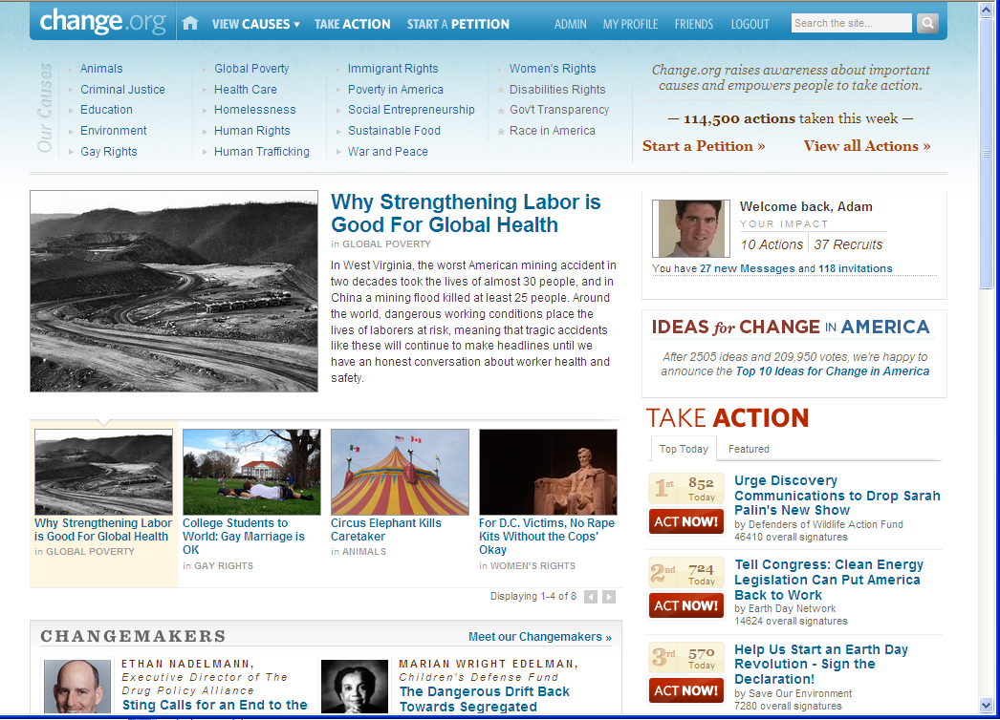 change.org
VIEW CAUSES ▾ TAKE ACTION START A PETITION
ADMIN MY PROFILE FRIENDS LOGOUT
Search the site...
Our Causes
Animals
Criminal Justice
Education
Environment
Gay Rights
Global Poverty
Health Care
Homelessness
Human Rights
Human Trafficking
Immigrant Rights
Poverty in America
Social Entrepreneurship
Sustainable Food
War and Peace
Women's Rights
Disabilities Rights
Gov't Transparency
Race in America
Change.org raises awareness about important
causes and empowers people to take action.
— 114,500 actions taken this week —
Start a Petition » View all Actions »
Why Strengthening Labor is
Good For Global Health
in GLOBAL POVERTY
In West Virginia, the worst American mining accident in
two decades took the lives of almost 30 people, and in
China a mining flood killed at least 25 people. Around
the world, dangerous working conditions place the
lives of laborers at risk, meaning that tragic accidents
like these will continue to make headlines until we
have an honest conversation about worker health and
safety.
Why Strengthening Labor
is Good For Global Health
in GLOBAL POVERTY
College Students to
World: Gay Marriage is
OK
in GAY RIGHTS
Circus Elephant Kills
Caretaker
in ANIMALS
For D.C. Victims, No Rape
Kits Without the Cops'
Okay
in WOMEN'S RIGHTS
Displaying 1-4 of 8
CHANGEMAKERS
Meet our Changemakers »
ETHAN NADELMANN,
Executive Director of The
Drug Policy Alliance
Sting Calls for an End to the
MARIAN WRIGHT EDELMAN,
Children's Defense Fund
The Dangerous Drift Back
Towards Segregated
Welcome back, Adam
YOUR IMPACT
10 Actions 37 Recruits
You have 27 new Messages and 118 invitations
IDEAS for CHANGE IN AMERICA
After 2505 ideas and 209,950 votes, we're happy to
announce the Top 10 Ideas for Change in America
TAKE ACTION
Top Today Featured
1st 852
Today
ACT NOW!
Urge Discovery
Communications to Drop Sarah
Palin's New Show
by Defenders of Wildlife Action Fund
46410 overall signatures
2nd 724
Today
ACT NOW!
Tell Congress: Clean Energy
Legislation Can Put America
Back to Work
by Earth Day Network
14624 overall signatures
3rd 570
Today
ACT NOW!
Help Us Start an Earth Day
Revolution - Sign the
Declaration!
by Save Our Environment
7280 overall signatures